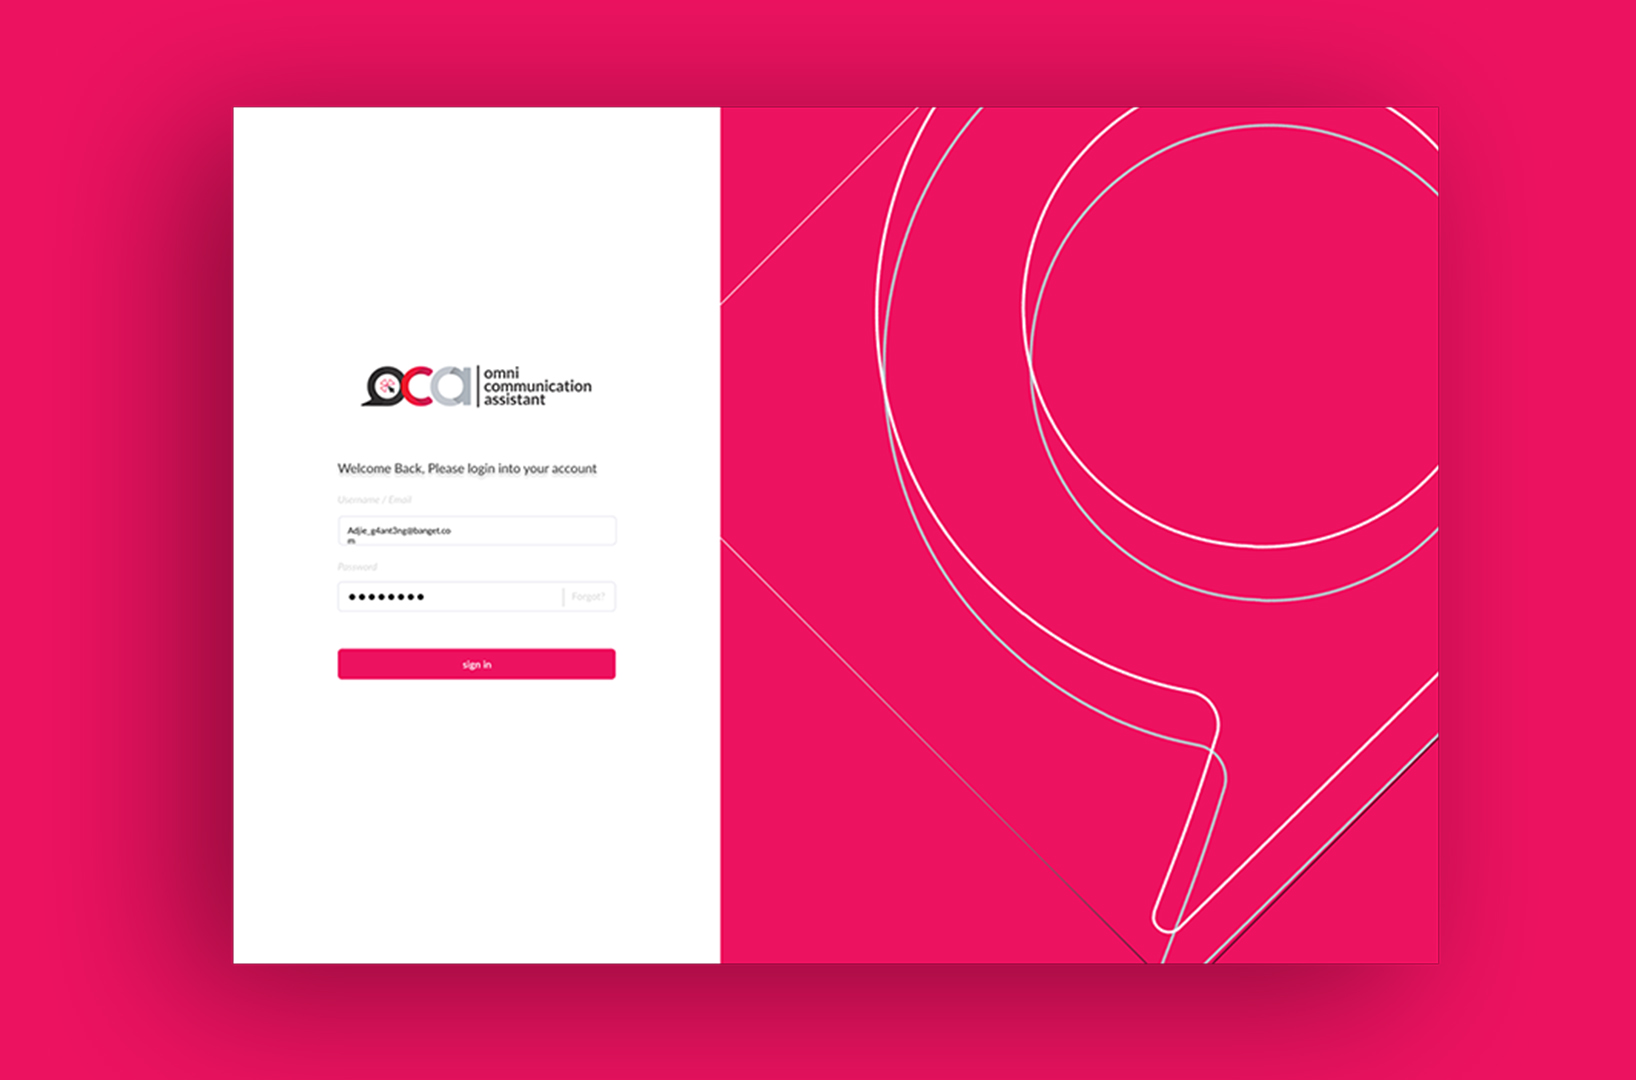 oca
omni
communication
assistant
Welcome Back, Please login into your account
Username / Email
Adjie_g4ant3ng@banget.co
m
Password
Forgot?
sign in